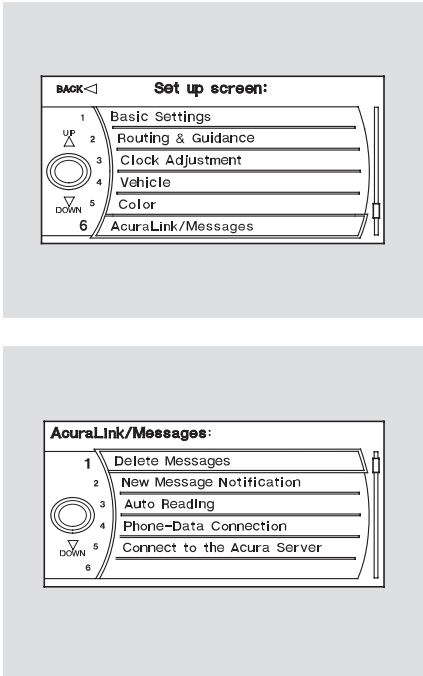 BACK Set up screen:
1 Basic Settings
UP
2 Routing & Guidance
3 Clock Adjustment
4 Vehicle
DOWN
5 Color
6 AcuraLink/Messages
AcuraLink/Messages:
1 Delete Messages
2 New Message Notification
3 Auto Reading
4 Phone-Data Connection
DOWN
5 Connect to the Acura Server
6